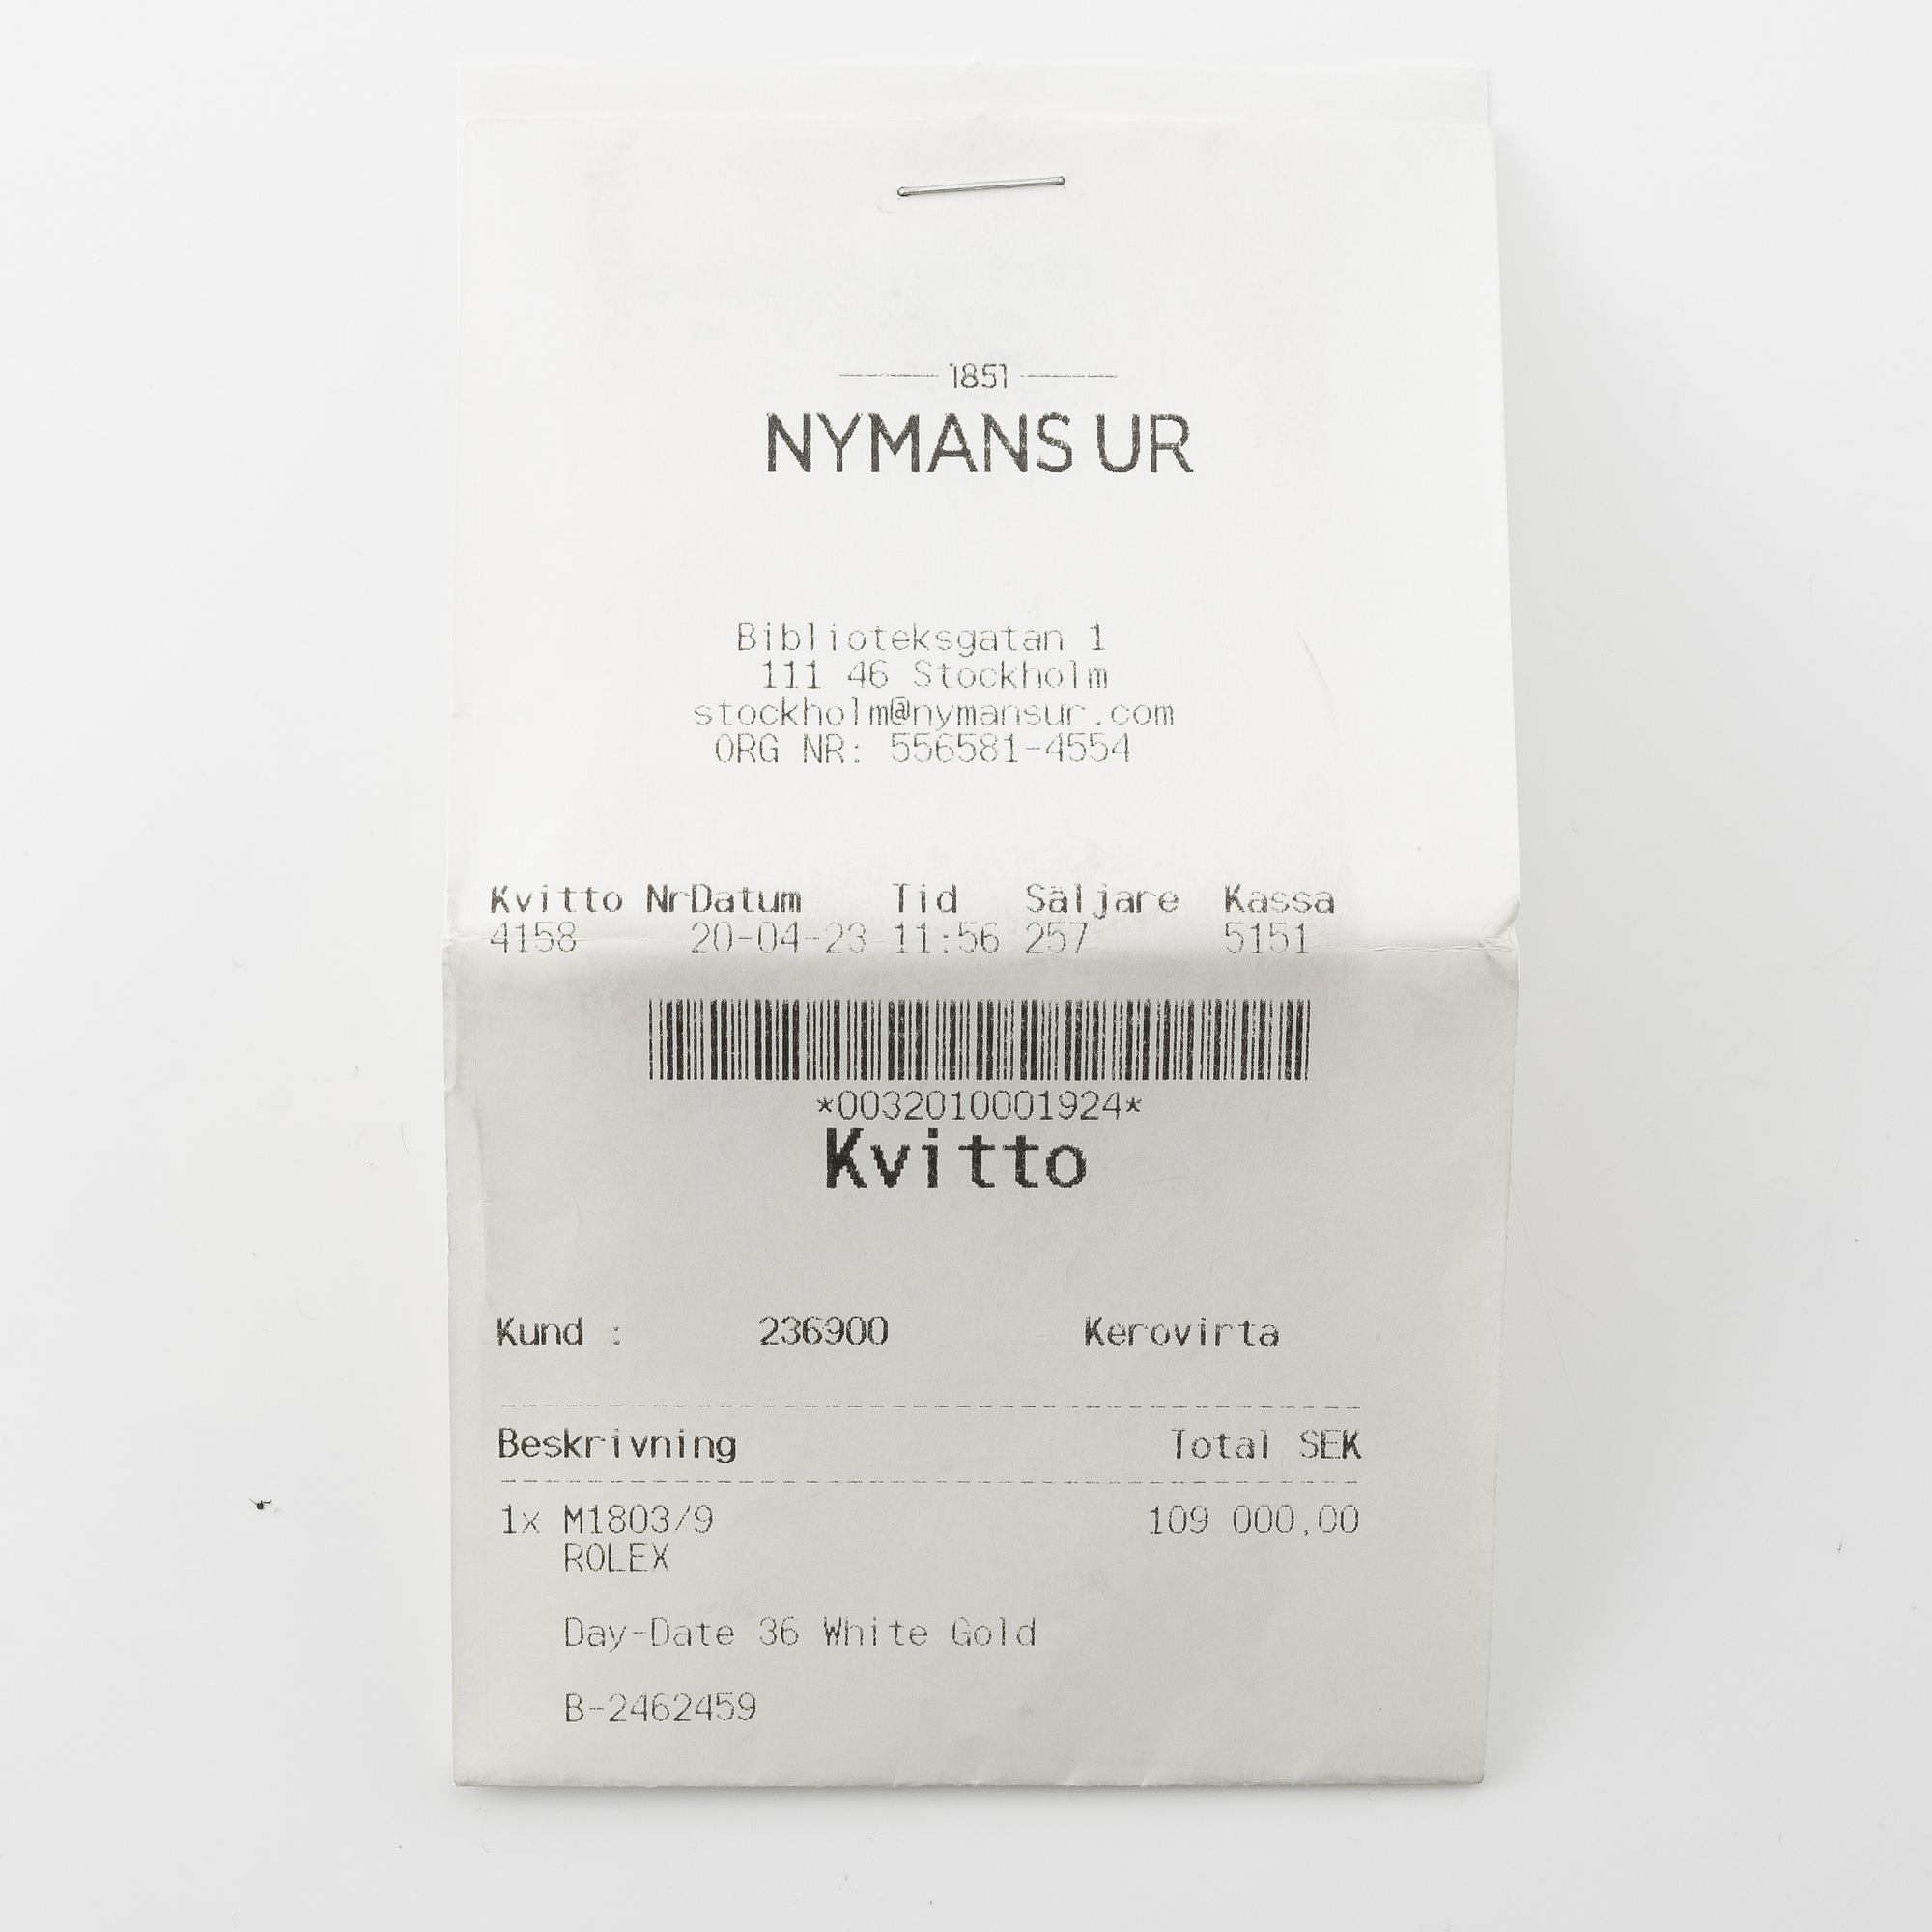 1851
NYMANS UR
Biblioteksgatan 1
111 46 Stockholm
stockholm@nymansur.com
ORG NR: 556581-4554
Kvitto NrDatum Tid Säljare Kassa
4158 20-04-23 11:56 257 5151
*0032010001924*
Kvitto
Kund : 236900 Kerovirta
Beskrivning Total SEK
1x M1803/9 109 000,00
ROLEX
Day-Date 36 White Gold
B-2462459